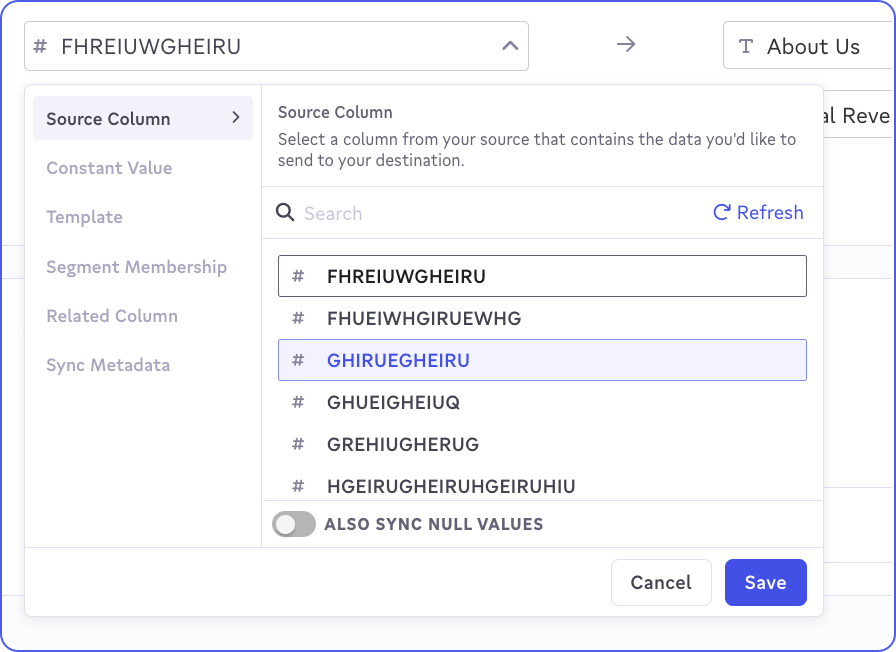 # FHREIUWGHEIRU
T About Us
al Reve
Source Column
Constant Value
Template
Segment Membership
Related Column
Sync Metadata
Source Column
Select a column from your source that contains the data you'd like to
send to your destination.
Search
Refresh
# FHREIUWGHEIRU
# FHUEIWHGIRUEWHG
# GHIRUEGHEIRU
# GHUEIGHEIUQ
# GREHIUGHERUG
# HGEIRUGHEIRUHGEIRUHIU
ALSO SYNC NULL VALUES
Cancel
Save